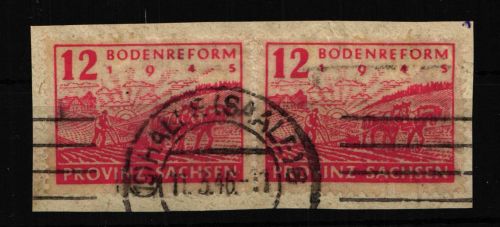 12 BODENREFORM
1945
PROVINZ SACHSEN
12 BODENREFORM
1945
PROVINZ SACHSEN
HALLE (SAALE)